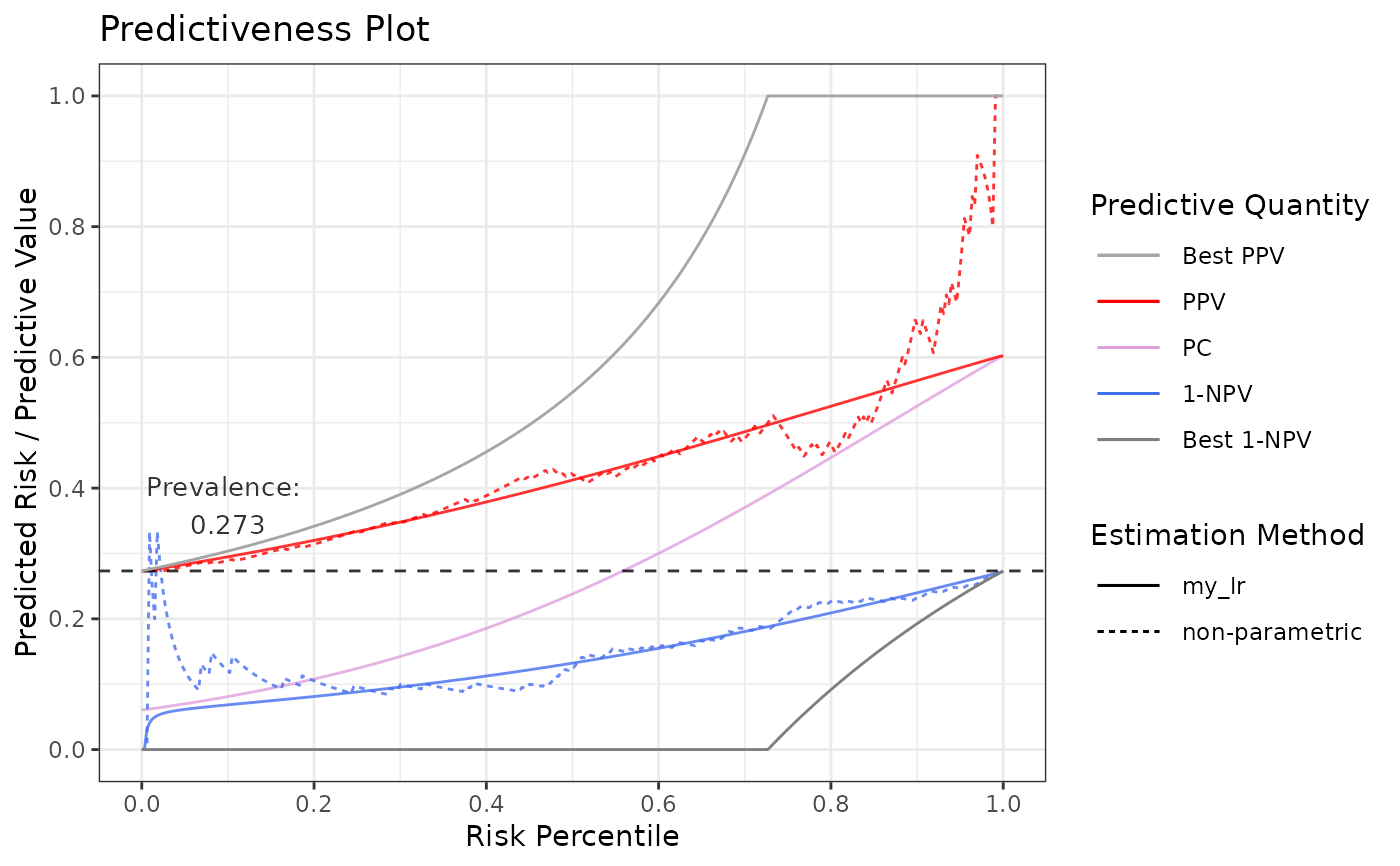 Predictiveness Plot
Predicted Risk / Predictive Value
1.0
0.8
0.6
0.4
0.2
0.0
Prevalence:
0.273
0.0 0.2 0.4 0.6 0.8 1.0
Risk Percentile
Predictive Quantity
Best PPV
PPV
PC
1-NPV
Best 1-NPV
Estimation Method
my_lr
non-parametric